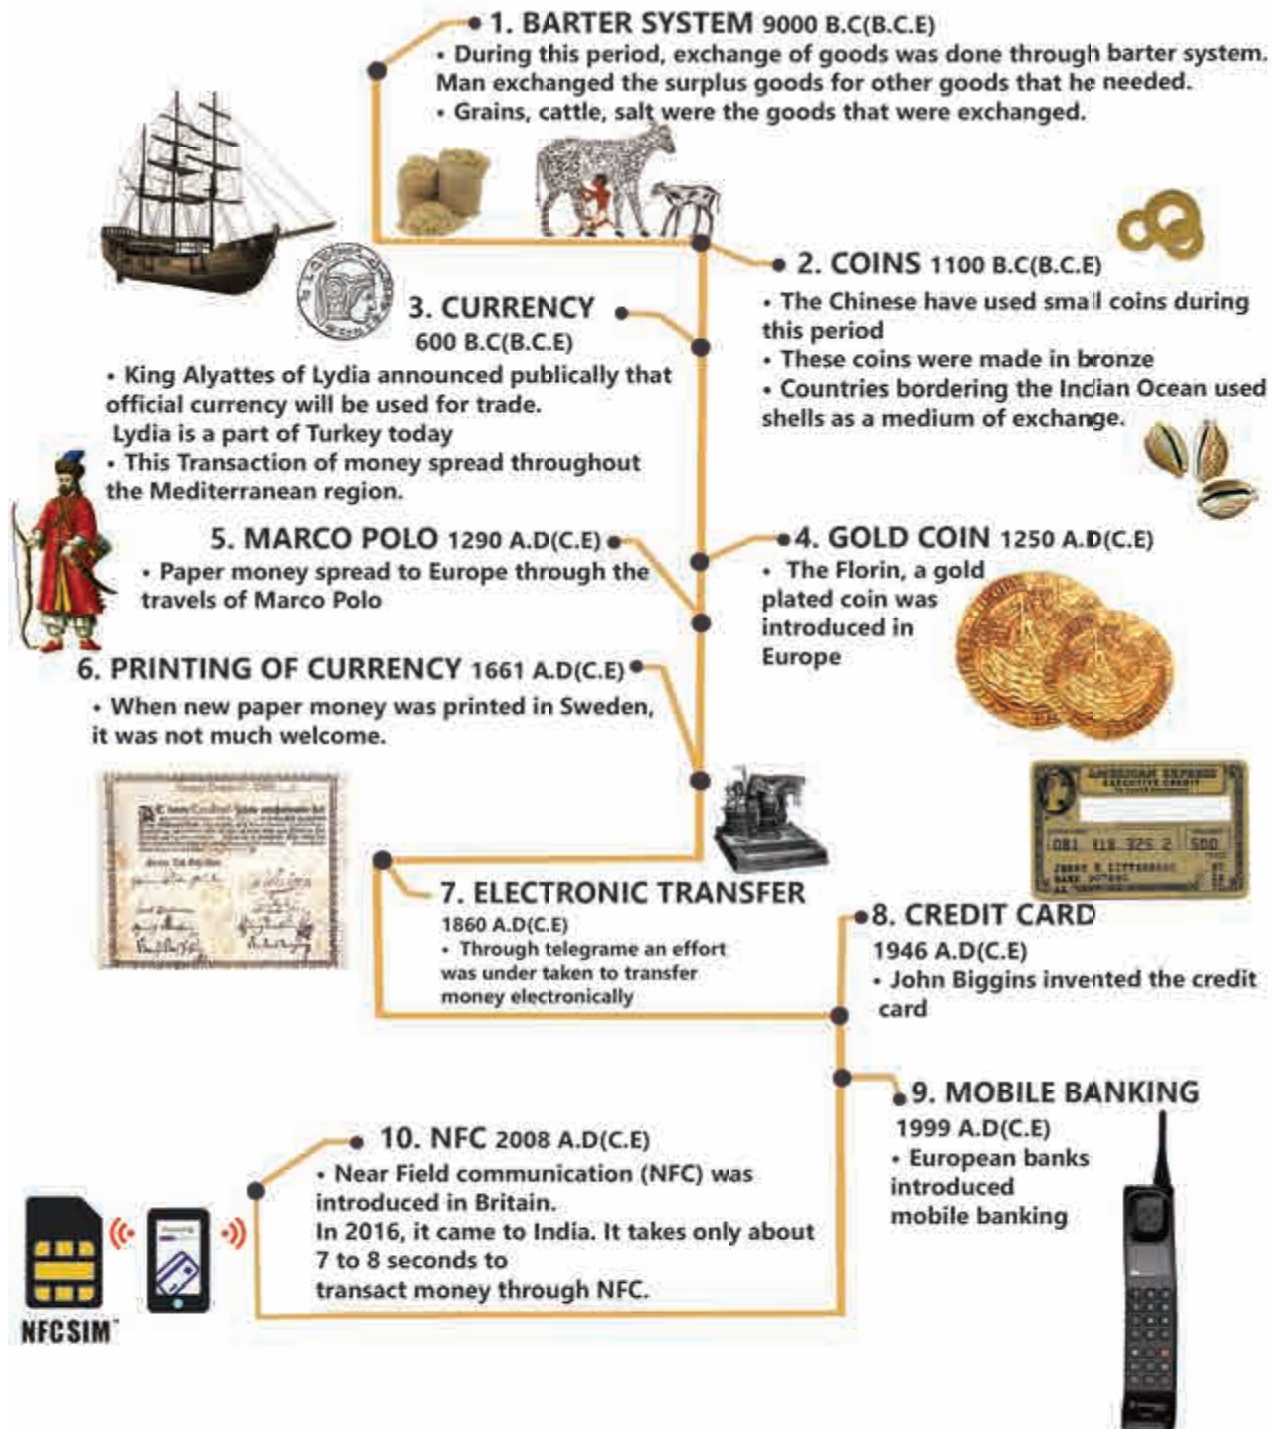 1. BARTER SYSTEM 9000 B.C(B.C.E)
• During this period, exchange of goods was done through barter system.
Man exchanged the surplus goods for other goods that he needed.
• Grains, cattle, salt were the goods that were exchanged.
2. COINS 1100 B.C(B.C.E)
• The Chinese have used small coins during
this period
• These coins were made in bronze
• Countries bordering the Indian Ocean used
shells as a medium of exchange.
3. CURRENCY
600 B.C(B.C.E)
• King Alyattes of Lydia announced publically that
official currency will be used for trade.
Lydia is a part of Turkey today
• This Transaction of money spread throughout
the Mediterranean region.
4. GOLD COIN 1250 A.D(C.E)
• The Florin, a gold
plated coin was
introduced in
Europe
5. MARCO POLO 1290 A.D(C.E)
• Paper money spread to Europe through the
travels of Marco Polo
6. PRINTING OF CURRENCY 1661 A.D(C.E)
• When new paper money was printed in Sweden,
it was not much welcome.
AMERICAN EXPRESS
EXECUTIVE CREDIT
7. ELECTRONIC TRANSFER
1860 A.D(C.E)
• Through telegrame an effort
was under taken to transfer
money electronically
8. CREDIT CARD
1946 A.D(C.E)
• John Biggins invented the credit
card
9. MOBILE BANKING
1999 A.D(C.E)
• European banks
introduced
mobile banking
10. NFC 2008 A.D(C.E)
• Near Field communication (NFC) was
introduced in Britain.
In 2016, it came to India. It takes only about
7 to 8 seconds to
transact money through NFC.
NFCSIM